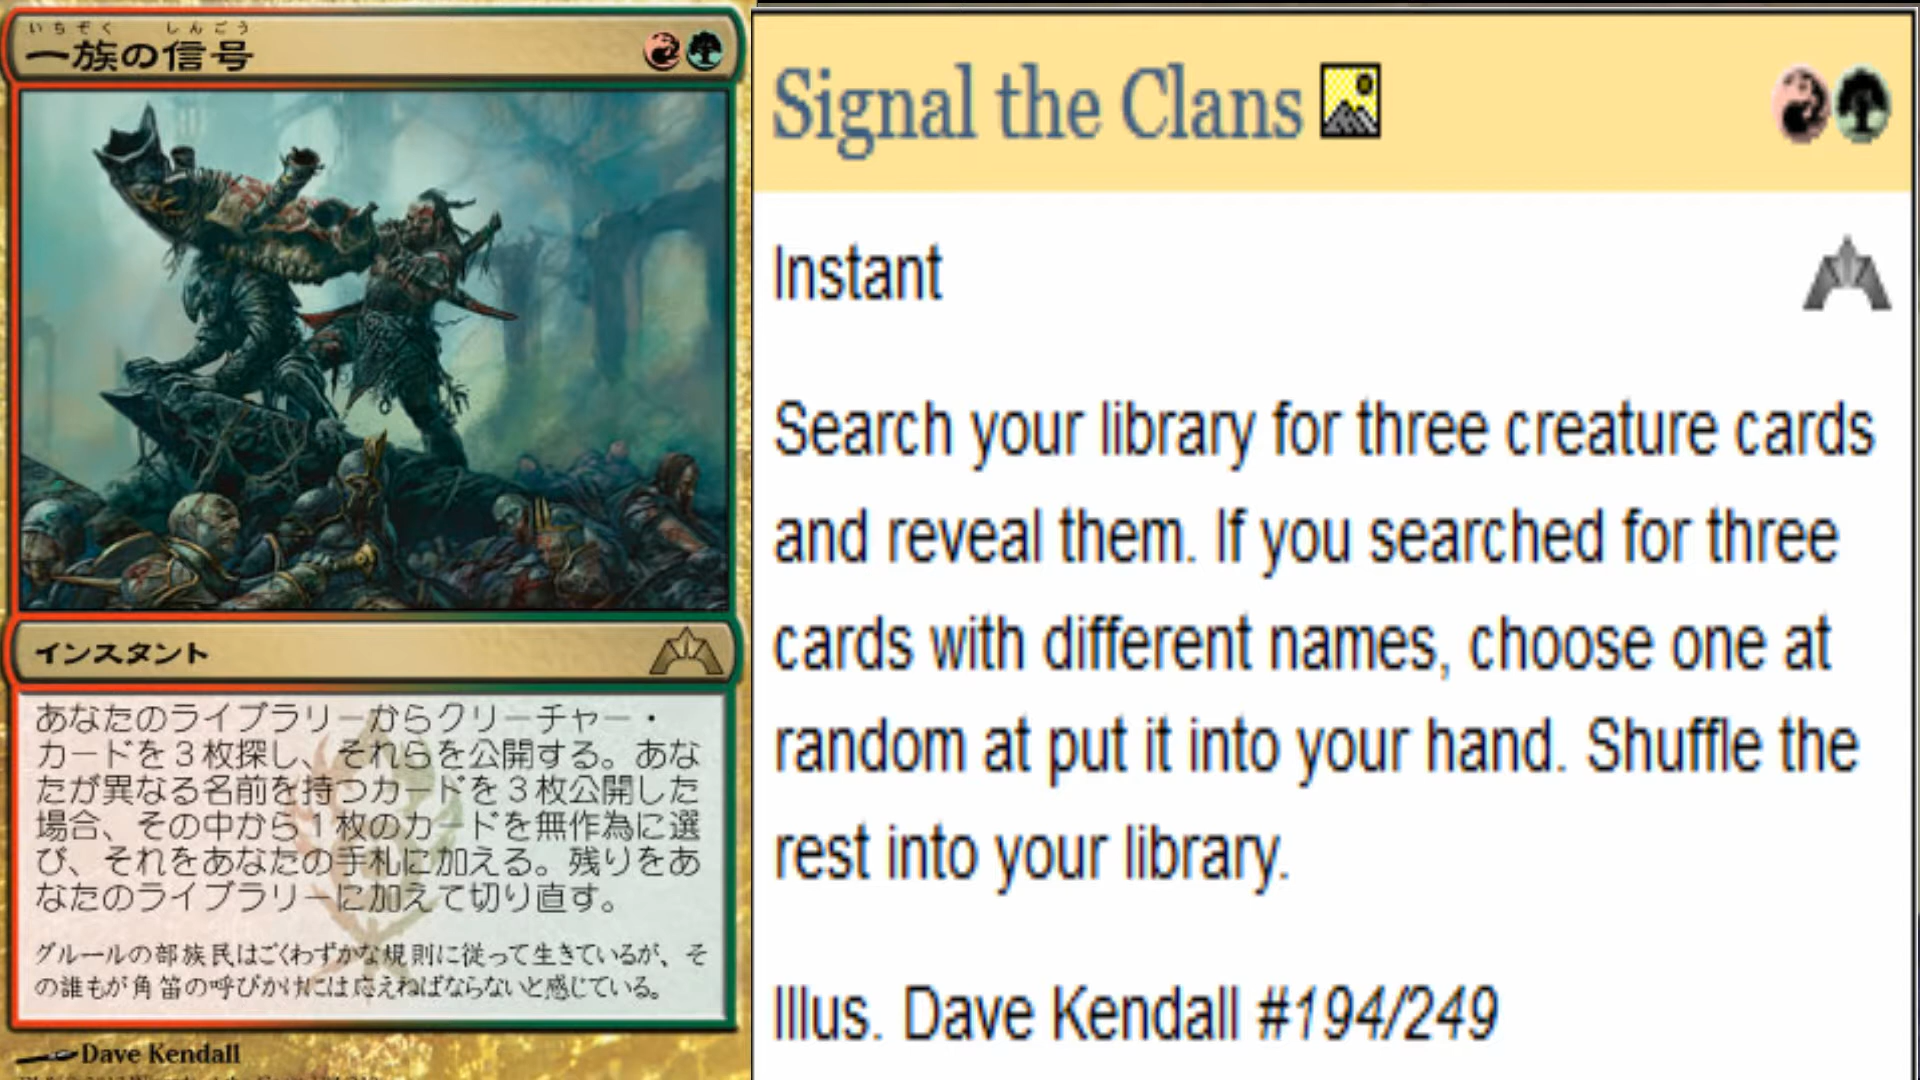 いちぞく しんごう
一族の信号
インスタント
あなたのライブラリーからクリーチャー・
カードを３枚探し、それらを公開する。あな
たが異なる名前を持つカードを３枚公開した
場合、その中から１枚のカードを無作為に選
び、それをあなたの手札に加える。残りをあ
なたのライブラリーに加えて切り直す。
グルールの部族民はごくわずかな規則に従って生きているが、そ
の誰もが角笛の呼びかけには応えねばならないと感じている。
Dave Kendall
Signal the Clans
Instant
Search your library for three creature cards
and reveal them. If you searched for three
cards with different names, choose one at
random at put it into your hand. Shuffle the
rest into your library.
Illus. Dave Kendall #194/249